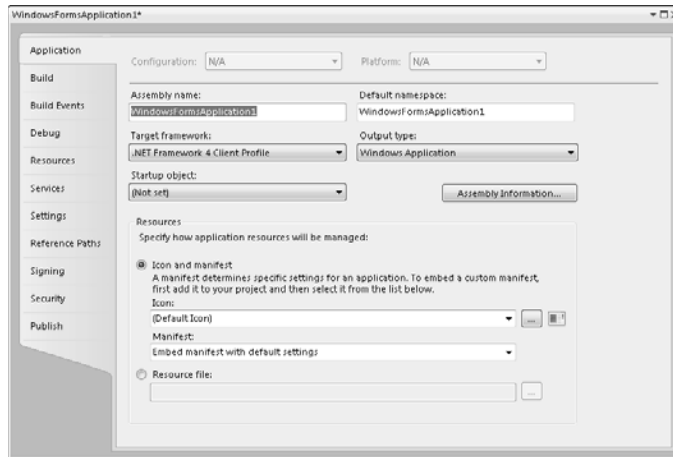 WindowsFormsApplication1*
Application
Build
Build Events
Debug
Resources
Services
Settings
Reference Paths
Signing
Security
Publish
Configuration: N/A Platform: N/A
Assembly name: Default namespace:
WindowsFormsApplication1 WindowsFormsApplication1
Target framework: Output type:
.NET Framework 4 Client Profile Windows Application
Startup object:
(Not set) Assembly Information...
Resources
Specify how application resources will be managed:
Icon and manifest
A manifest determines specific settings for an application. To embed a custom manifest,
first add it to your project and then select it from the list below.
Icon:
(Default Icon) ...
Manifest:
Embed manifest with default settings
Resource file:
...